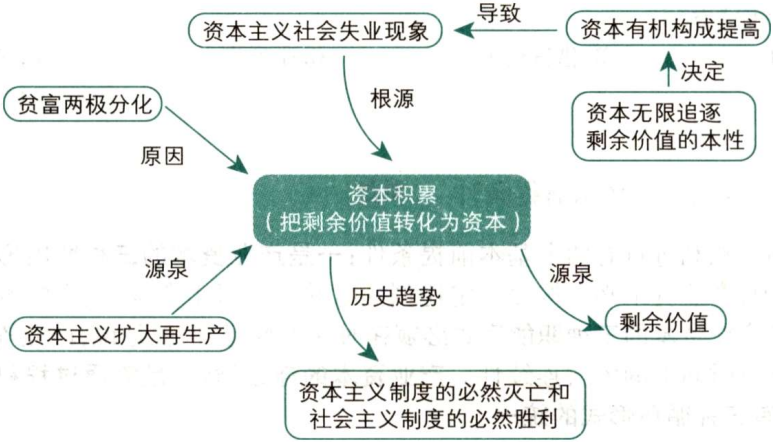 导致
资本主义社会失业现象
资本有机构成提高
决定
贫富两极分化
根源
资本无限追逐
剩余价值的本性
原因
资本积累
(把剩余价值转化为资本)
源泉
源泉
历史趋势
资本主义扩大再生产
剩余价值
资本主义制度的必然灭亡和
社会主义制度的必然胜利